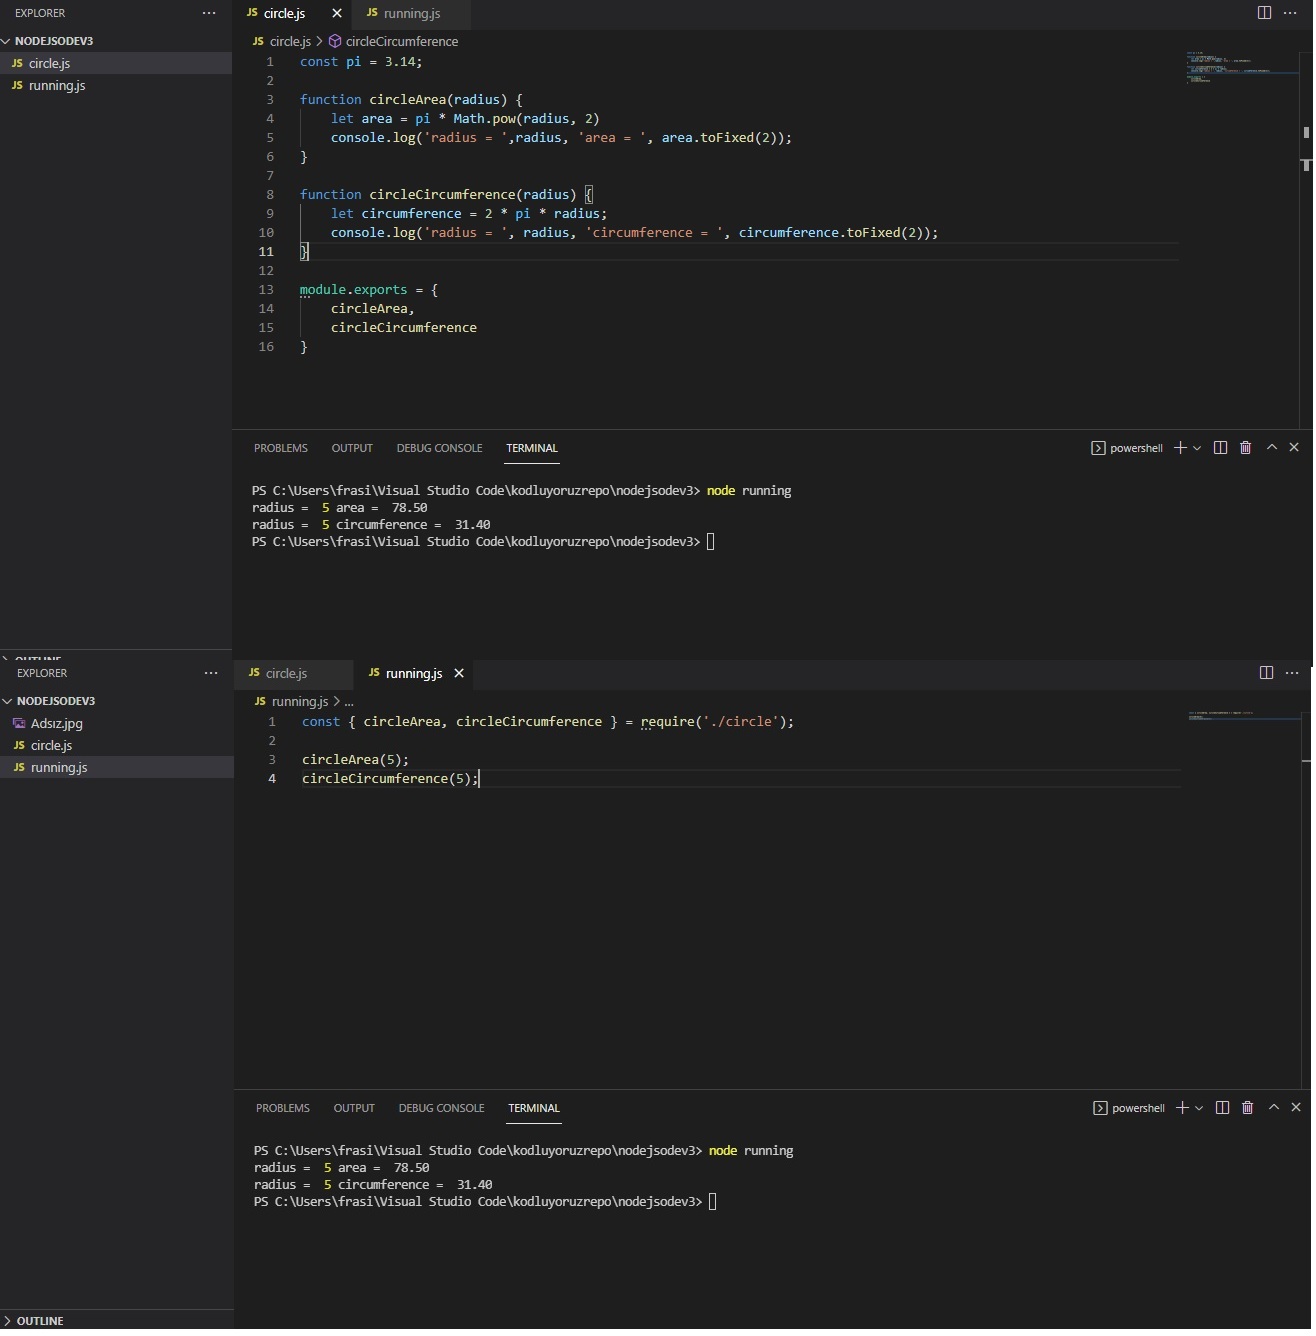 EXPLORER ...
NODEJSODEV3
JS circle.js
JS running.js
JS circle.js JS running.js
JS circle.js > circleCircumference
1 const pi = 3.14;
2
3 function circleArea(radius) {
4     let area = pi * Math.pow(radius, 2)
5     console.log('radius = ',radius, 'area = ', area.toFixed(2));
6 }
7
8 function circleCircumference(radius) {
9     let circumference = 2 * pi * radius;
10     console.log('radius = ', radius, 'circumference = ', circumference.toFixed(2));
11 }
12
13 module.exports = {
14     circleArea,
15     circleCircumference
16 }
PROBLEMS OUTPUT DEBUG CONSOLE TERMINAL powershell
PS C:\Users\frasi\Visual Studio Code\kodluyoruzrepo\nodejsodev3> node running
radius =  5 area =  78.50
radius =  5 circumference =  31.40
PS C:\Users\frasi\Visual Studio Code\kodluyoruzrepo\nodejsodev3>
OUTLINE
EXPLORER ...
NODEJSODEV3
Adsız.jpg
JS circle.js
JS running.js
JS circle.js JS running.js
JS running.js > ...
1 const { circleArea, circleCircumference } = require('./circle');
2
3 circleArea(5);
4 circleCircumference(5);
PROBLEMS OUTPUT DEBUG CONSOLE TERMINAL powershell
PS C:\Users\frasi\Visual Studio Code\kodluyoruzrepo\nodejsodev3> node running
radius =  5 area =  78.50
radius =  5 circumference =  31.40
PS C:\Users\frasi\Visual Studio Code\kodluyoruzrepo\nodejsodev3>
OUTLINE